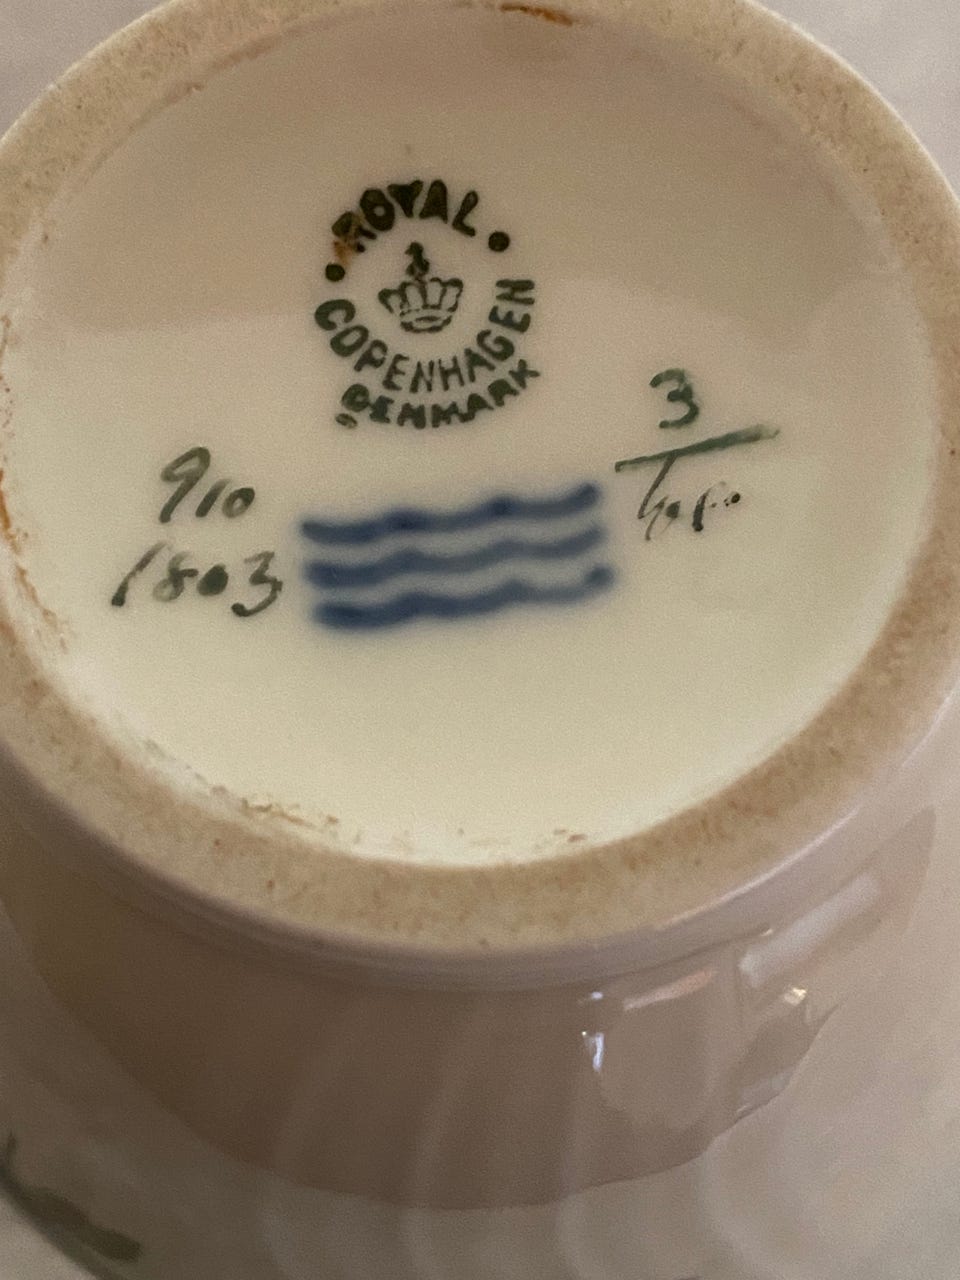 ROYAL
COPENHAGEN
DENMARK
3
910
1803